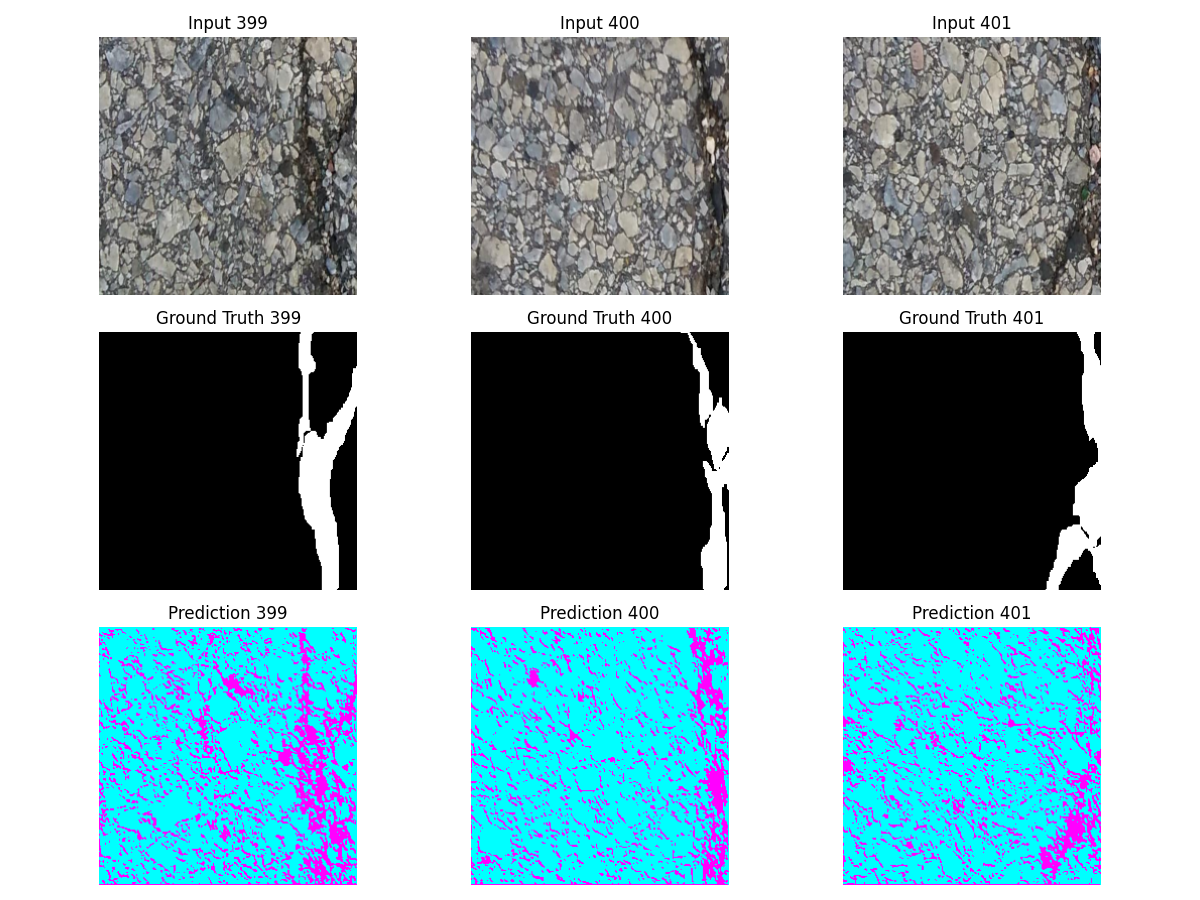 Input 399
Input 400
Input 401
Ground Truth 399
Ground Truth 400
Ground Truth 401
Prediction 399
Prediction 400
Prediction 401